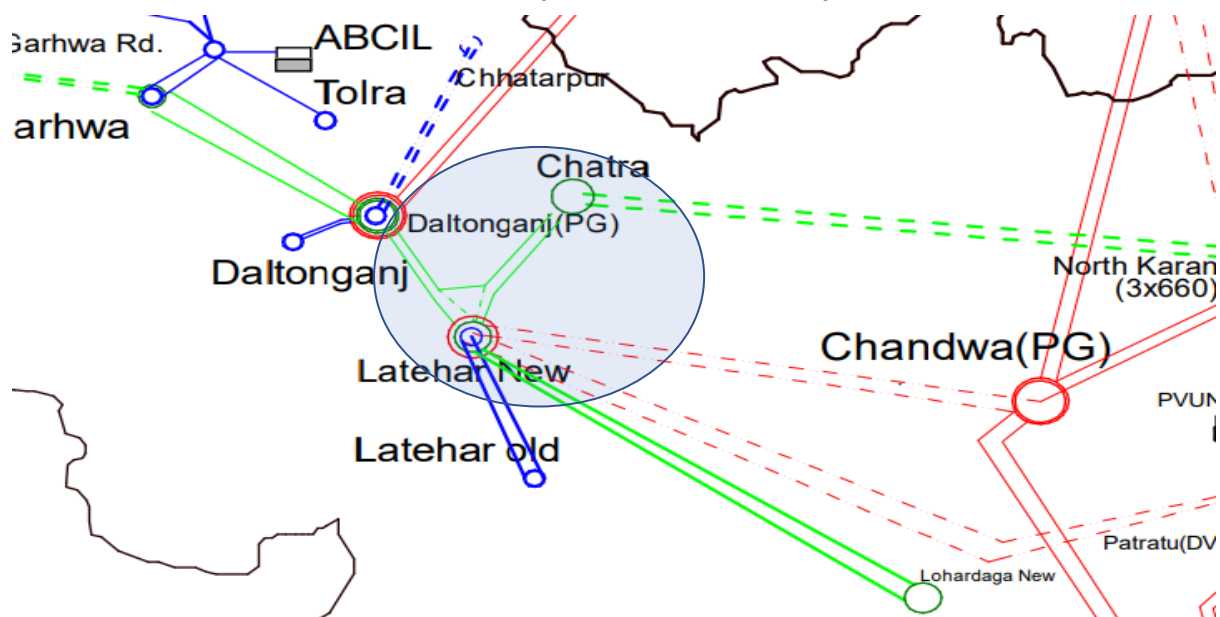 Garhwa Rd.
ABCIL
Chhatarpur
Tolra
arhwa
Chatra
Daltonganj(PG)
Daltonganj
North Karan
(3x660)
Chandwa(PG)
Latehar New
PVUN
Latehar old
Patratu(DV
Lohardaga New